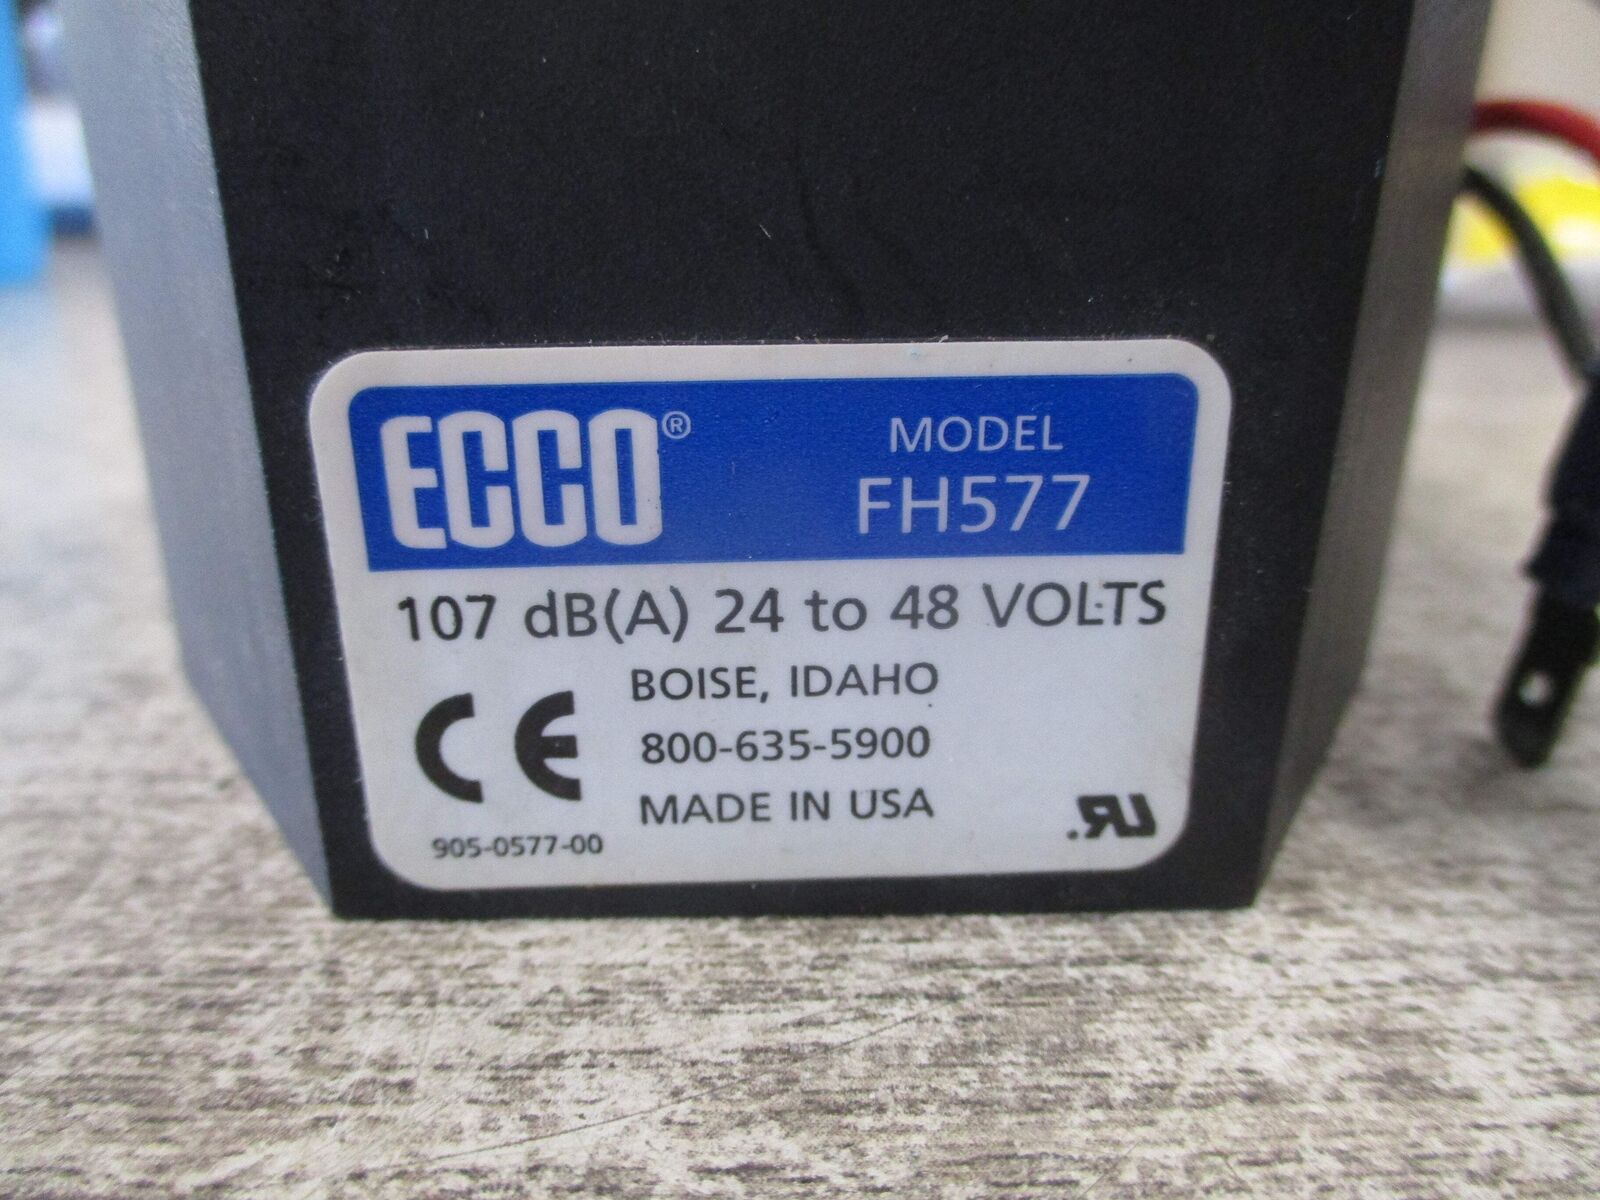 ECCO®
MODEL
FH577
107 dB(A) 24 to 48 VOLTS
BOISE, IDAHO
800-635-5900
MADE IN USA
CE
905-0577-00
UR.